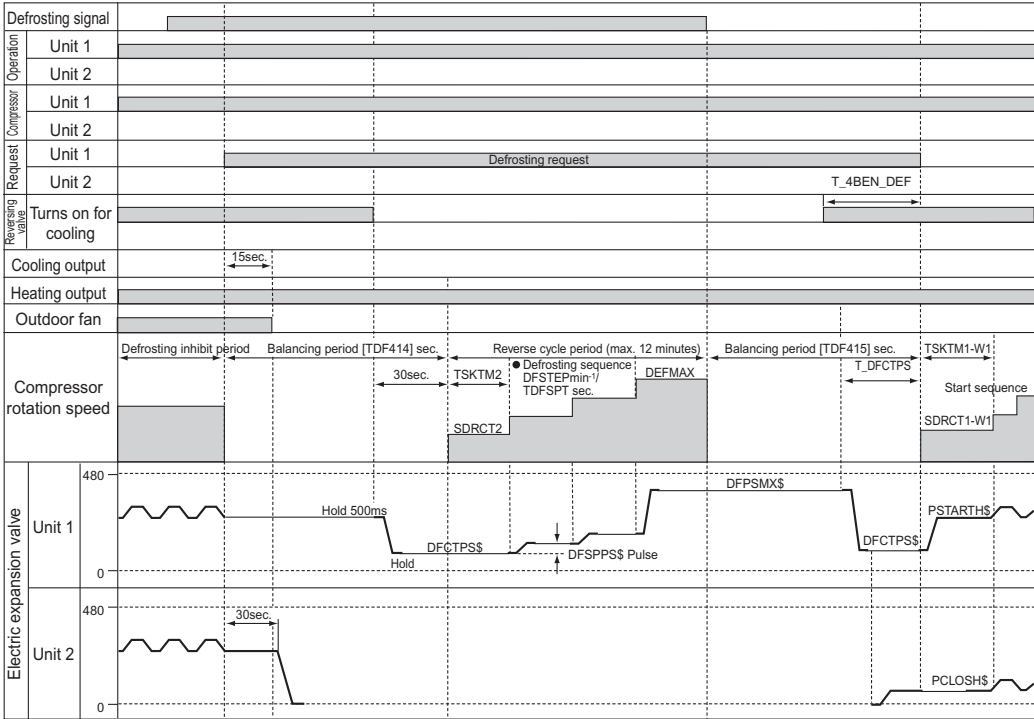 Defrosting signal
Operation
Unit 1
Unit 2
Compressor
Unit 1
Unit 2
Request
Unit 1
Defrosting request
Unit 2
T_4BEN_DEF
Reversing valve
Turns on for cooling
Cooling output
15sec.
Heating output
Outdoor fan
Compressor rotation speed
Defrosting inhibit period
Balancing period [TDF414] sec.
Reverse cycle period (max. 12 minutes)
Balancing period [TDF415] sec.
TSKTM1-W1
30sec.
TSKTM2
● Defrosting sequence
DFSTEPmin-1/
TDFSPT sec.
DEFMAX
T_DFCTPS
Start sequence
SDRCT2
SDRCT1-W1
Electric expansion valve
Unit 1
480
0
Hold 500ms
Hold
DFCTPS$
DFSPPS$ Pulse
DFPSMX$
DFCTPS$
PSTARTH$
Unit 2
480
0
30sec.
PCLOSH$